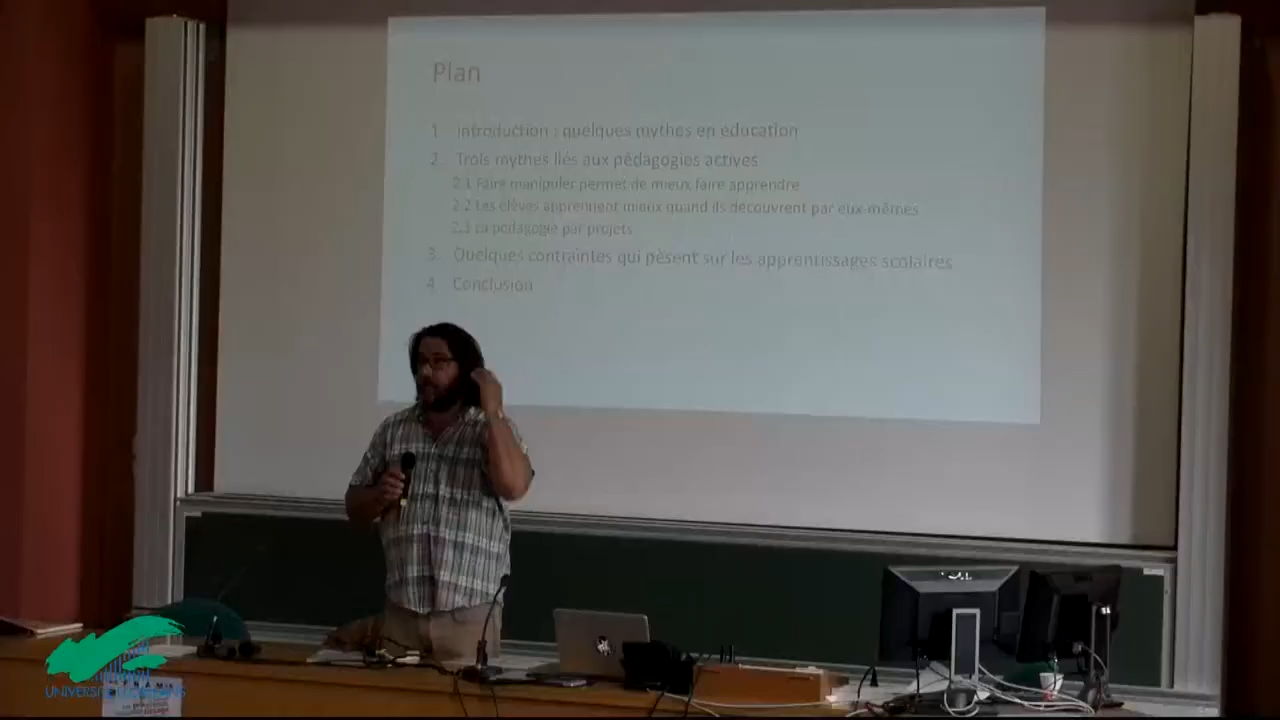 Plan
1. Introduction : quelques mythes en éducation
2. Trois mythes liés aux pédagogies actives
2.1 Faire manipuler permet de mieux faire apprendre
2.2 Les élèves apprennent mieux quand ils découvrent par eux-mêmes
2.3 La pédagogie par projets
3. Quelques contraintes qui pèsent sur les apprentissages scolaires
4. Conclusion